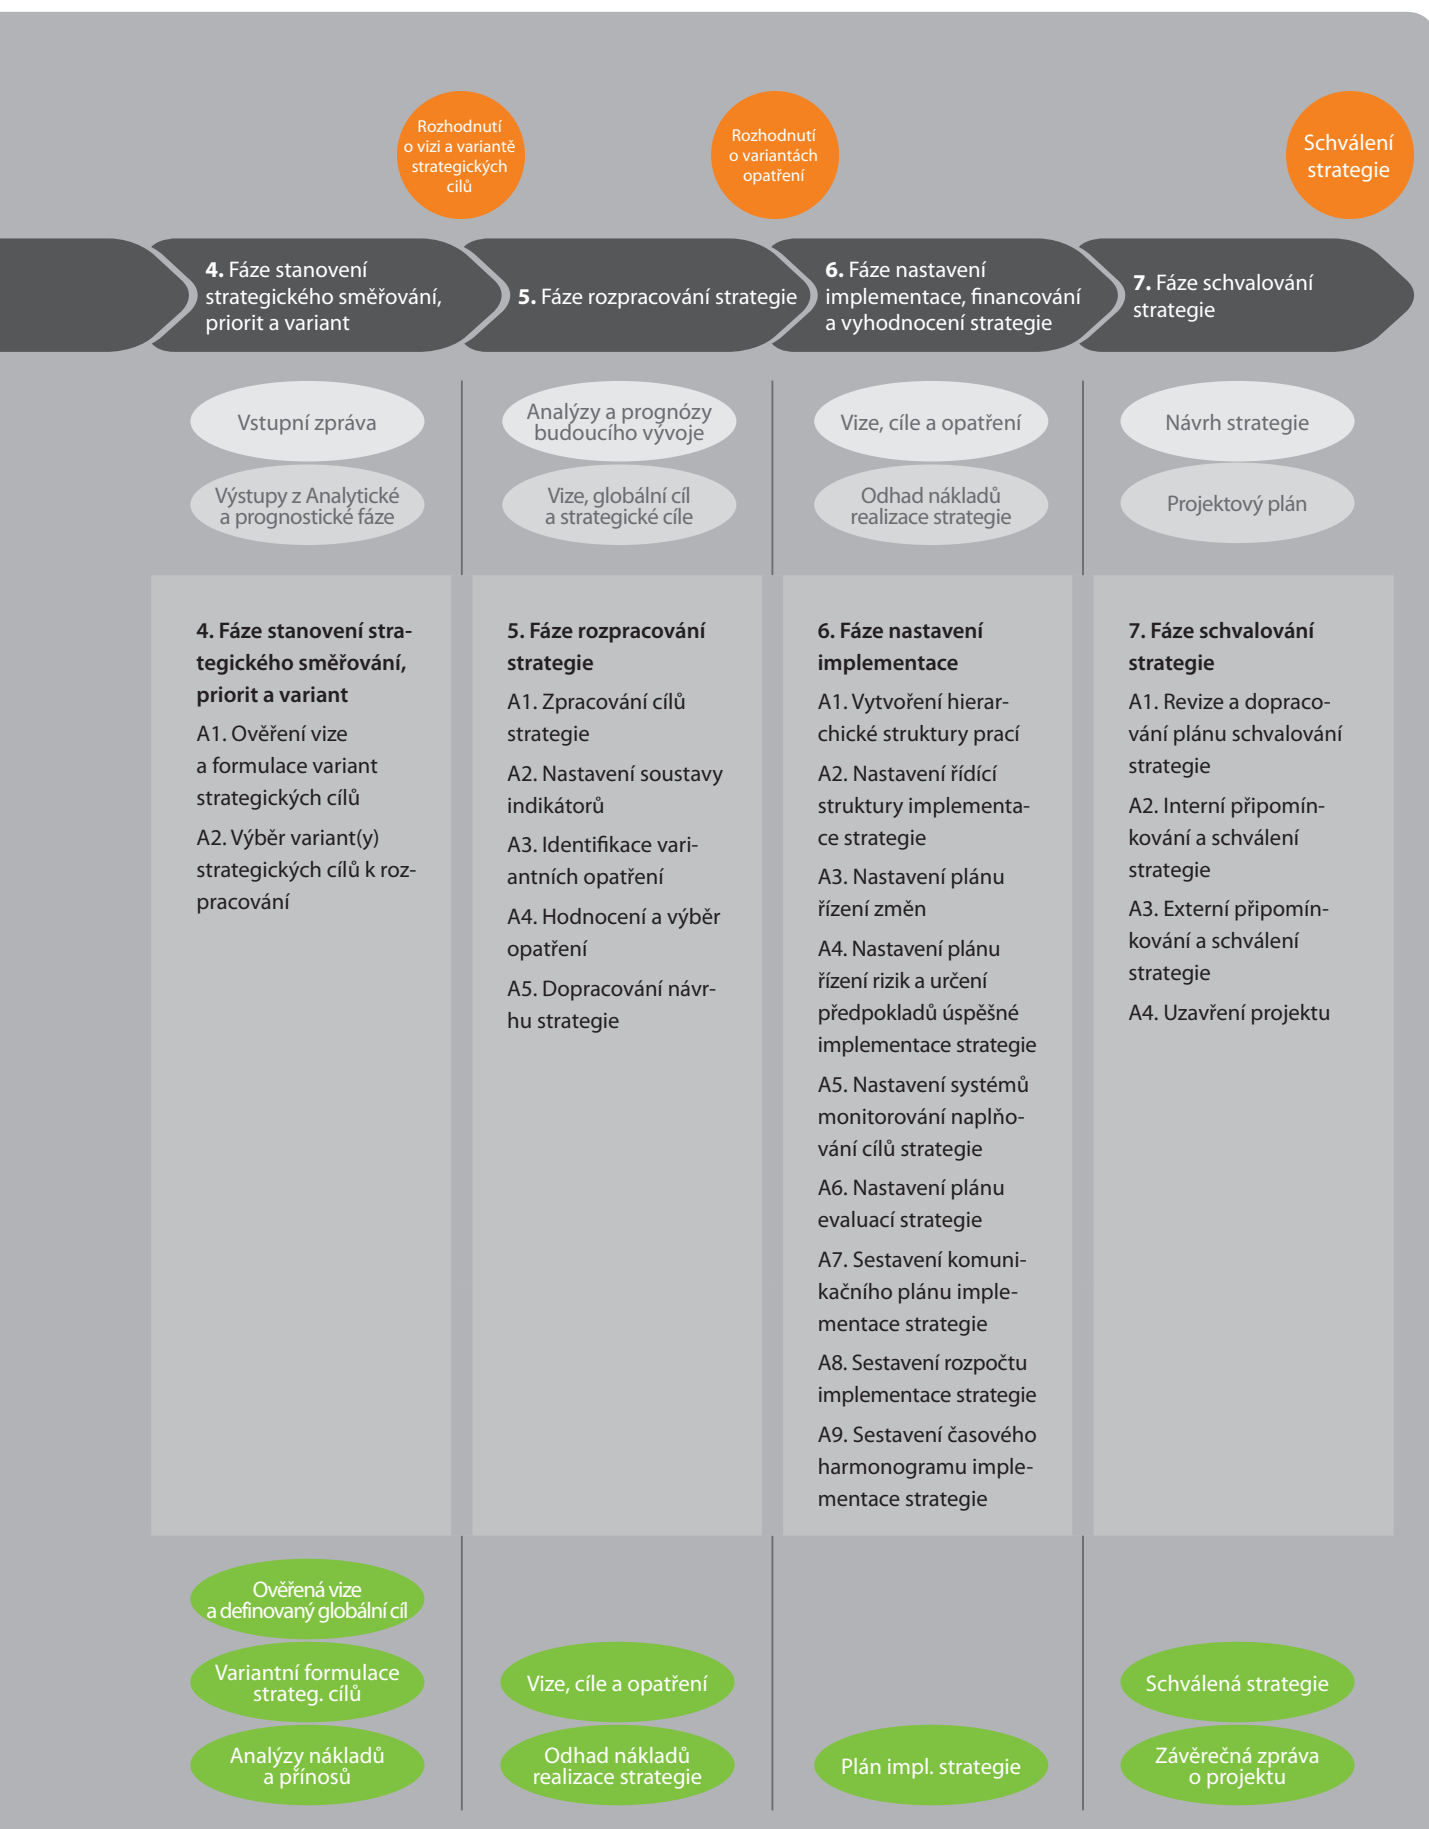 Rozhodnutí
o vizi a variantě
strategických
cílů
Rozhodnutí
o variantách
opatření
Schválení
strategie
4. Fáze stanovení
strategického směřování,
priorit a variant
5. Fáze rozpracování strategie
6. Fáze nastavení
implementace, financování
a vyhodnocení strategie
7. Fáze schvalování
strategie
Vstupní zpráva
Analýzy a prognózy
budoucího vývoje
Vize, cíle a opatření
Návrh strategie
Výstupy z Analytické
a prognostické fáze
Vize, globální cíl
a strategické cíle
Odhad nákladů
realizace strategie
Projektový plán
4. Fáze stanovení stra-
tegického směřování,
priorit a variant
A1. Ověření vize
a formulace variant
strategických cílů
A2. Výběr variant(y)
strategických cílů k roz-
pracování
5. Fáze rozpracování
strategie
A1. Zpracování cílů
strategie
A2. Nastavení soustavy
indikátorů
A3. Identifikace vari-
antních opatření
A4. Hodnocení a výběr
opatření
A5. Dopracování návr-
hu strategie
6. Fáze nastavení
implementace
A1. Vytvoření hierar-
chické struktury prací
A2. Nastavení řídící
struktury implementa-
ce strategie
A3. Nastavení plánu
řízení změn
A4. Nastavení plánu
řízení rizik a určení
předpokladů úspěšné
implementace strategie
A5. Nastavení systémů
monitorování naplňo-
vání cílů strategie
A6. Nastavení plánu
evaluací strategie
A7. Sestavení komuni-
kačního plánu imple-
mentace strategie
A8. Sestavení rozpočtu
implementace strategie
A9. Sestavení časového
harmonogramu imple-
mentace strategie
7. Fáze schvalování
strategie
A1. Revize a dopraco-
vání plánu schvalování
strategie
A2. Interní připomín-
kování a schválení
strategie
A3. Externí připomín-
kování a schválení
strategie
A4. Uzavření projektu
Ověřená vize
a definovaný globální cíl
Variantní formulace
strateg. cílů
Analýzy nákladů
a přínosů
Vize, cíle a opatření
Odhad nákladů
realizace strategie
Plán impl. strategie
Schválená strategie
Závěrečná zpráva
o projektu